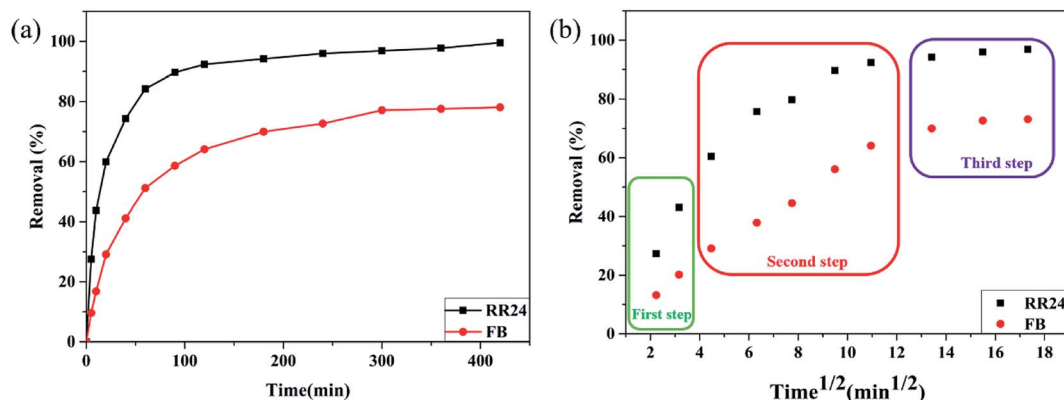 (a)
100
80
60
40
20
0
Removal (%)
RR24
FB
0 100 200 300 400
Time(min)
(b)
100
80
60
40
20
0
Removal (%)
First step
Second step
Third step
RR24
FB
2 4 6 8 10 12 14 16 18
Time1/2(min1/2)